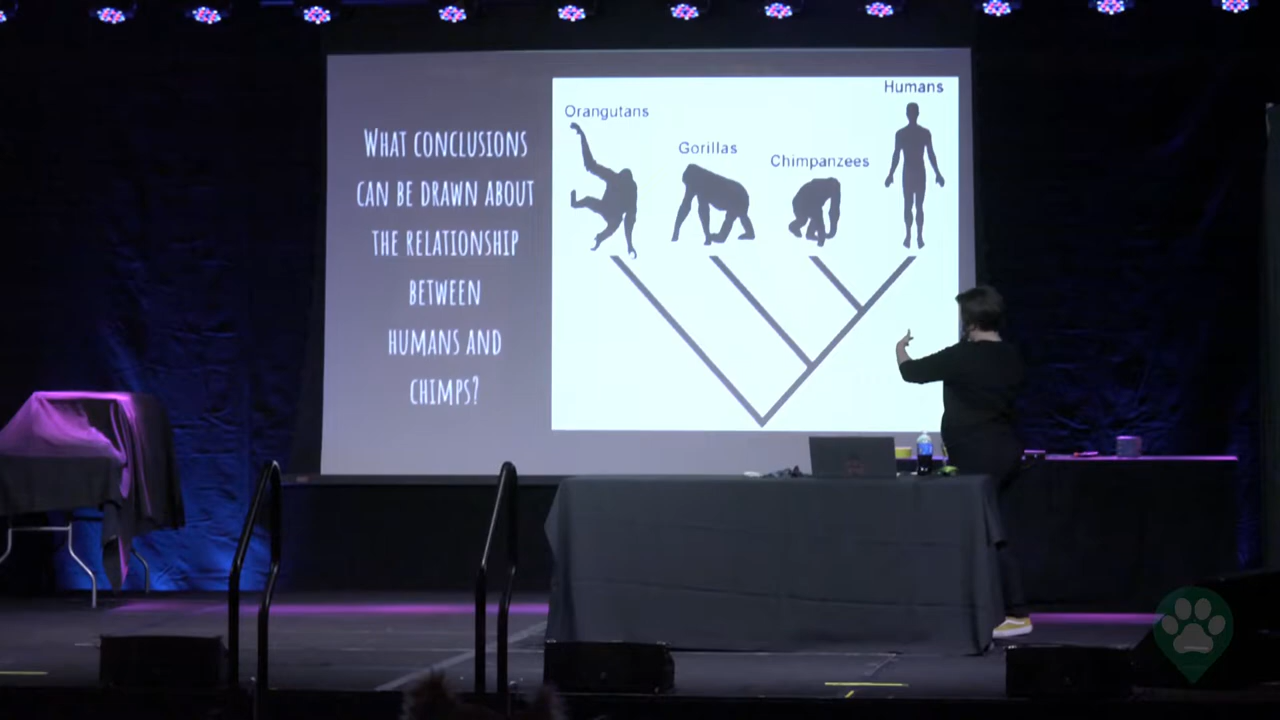 What conclusions
can be drawn about
the relationship
between
humans and
chimps?
Orangutans
Gorillas
Chimpanzees
Humans